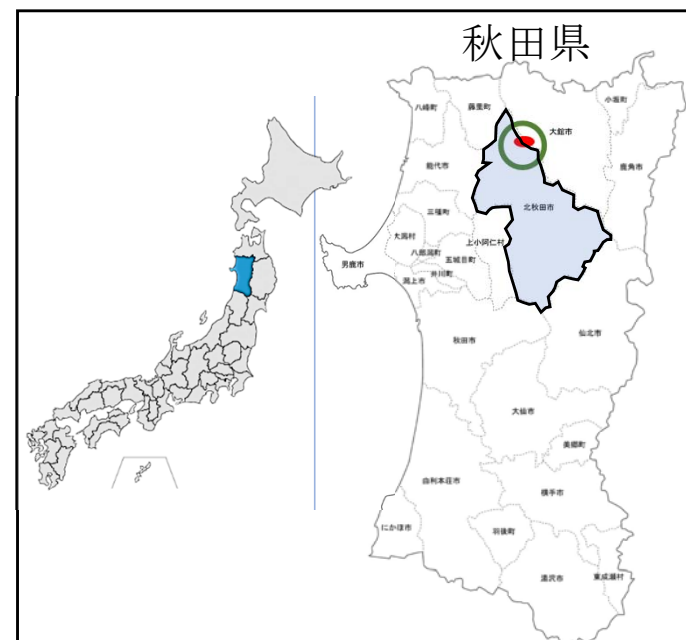 秋田県
八峰町
藤里町
小坂町
大館市
能代市
鹿角市
三種町
北秋田市
大潟村
上小阿仁村
八郎潟町
五城目町
男鹿市
井川町
潟上市
秋田市
仙北市
大仙市
美郷町
由利本荘市
横手市
にかほ市
羽後町
湯沢市
東成瀬村